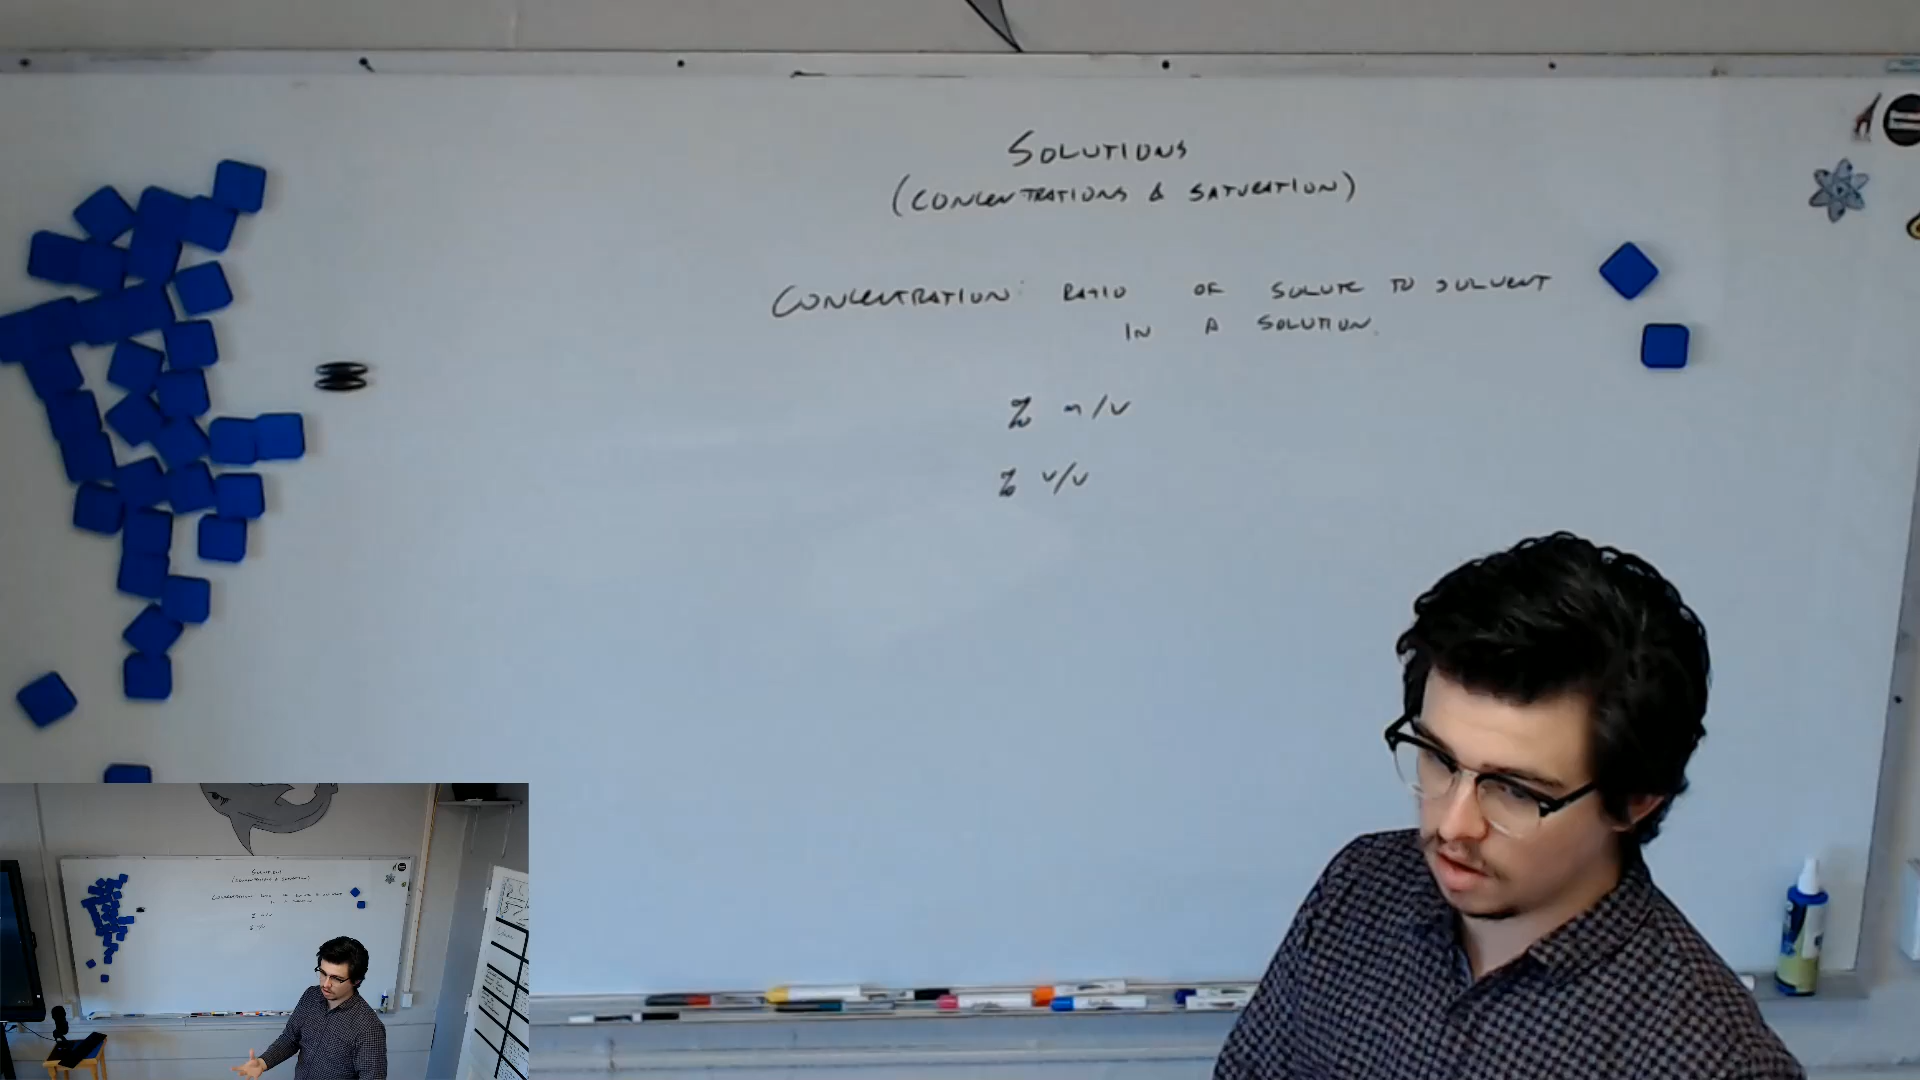 SOLUTIONS
(CONCENTRATIONS & SATURATION)
CONCENTRATION: RATIO OF SOLUTE TO SOLVENT
IN A SOLUTION.
% m/v
% v/v